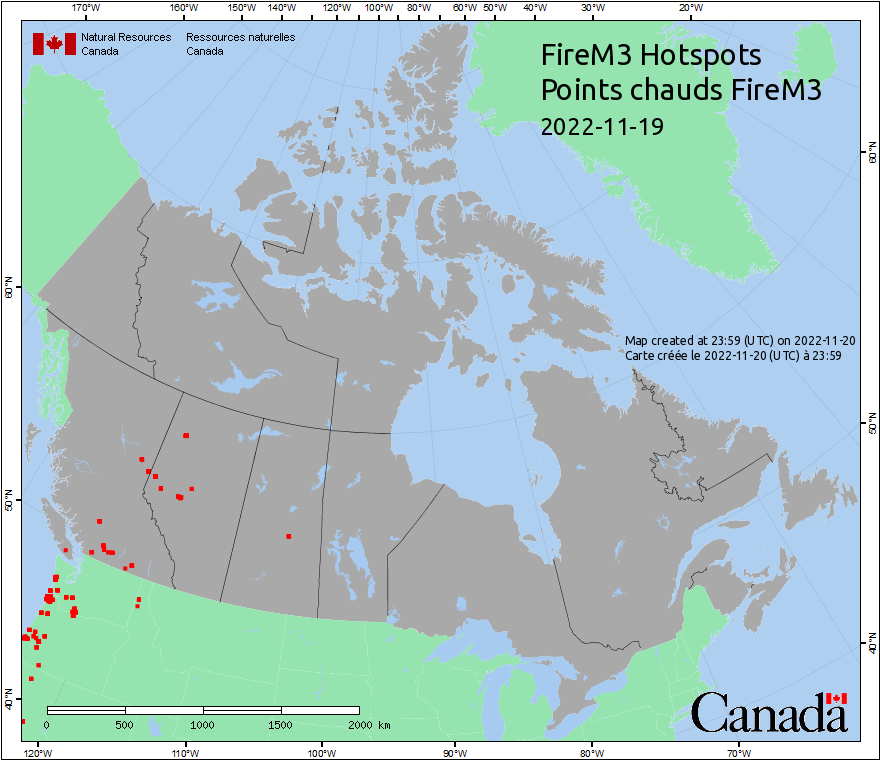 170°W 160°W 150°W 140°W 130°W 120°W 110°W 100°W 90°W 80°W 70°W 60°W 50°W 40°W 30°W 20°W
Natural Resources Ressources naturelles
Canada Canada
FireM3 Hotspots
Points chauds FireM3
2022-11-19
60°N
60°N
Map created at 23:59 (UTC) on 2022-11-20
Carte créée le 2022-11-20 (UTC) à 23:59
50°N
50°N
40°N
40°N
0 500 1000 1500 2000 km
Canada
120°W 110°W 100°W 90°W 80°W 70°W